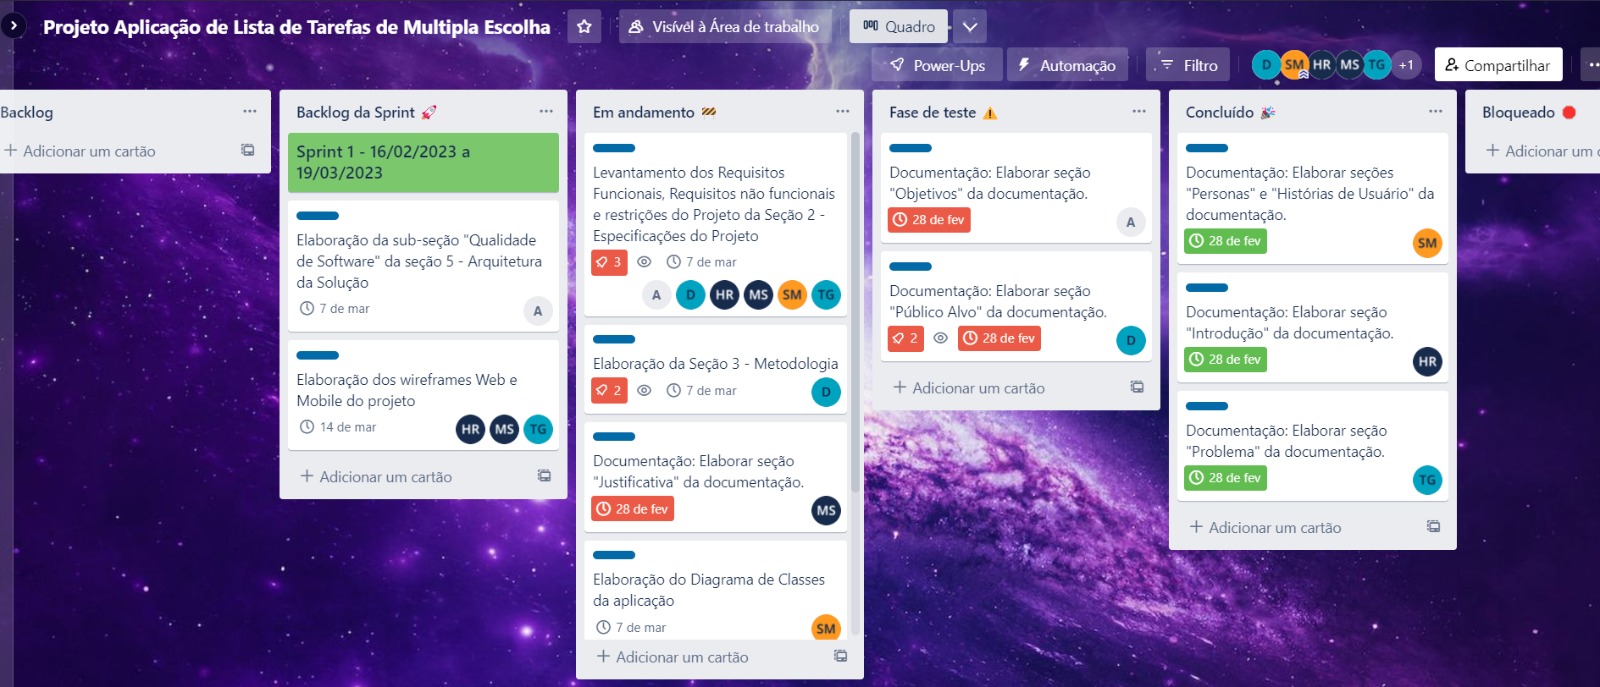 Projeto Aplicação de Lista de Tarefas de Multipla Escolha
Visível à Área de trabalho
Quadro
Power-Ups
Automação
Filtro
D
SM
HR
MS
TG
+1
Compartilhar
Backlog
Adicionar um cartão
Backlog da Sprint 🚀
Sprint 1 - 16/02/2023 a
19/03/2023
Elaboração da sub-seção "Qualidade
de Software" da seção 5 - Arquitetura
da Solução
7 de mar
A
Elaboração dos wireframes Web e
Mobile do projeto
14 de mar
HR
MS
TG
Adicionar um cartão
Em andamento 🚧
Levantamento dos Requisitos
Funcionais, Requisitos não funcionais
e restrições do Projeto da Seção 2 -
Especificações do Projeto
3
7 de mar
A
D
HR
MS
SM
TG
Elaboração da Seção 3 - Metodologia
2
7 de mar
D
Documentação: Elaborar seção
"Justificativa" da documentação.
28 de fev
MS
Elaboração do Diagrama de Classes
da aplicação
7 de mar
SM
Adicionar um cartão
Fase de teste ⚠️
Documentação: Elaborar seção
"Objetivos" da documentação.
28 de fev
A
Documentação: Elaborar seção
"Público Alvo" da documentação.
2
28 de fev
D
Adicionar um cartão
Concluído 🎉
Documentação: Elaborar seções
"Personas" e "Histórias de Usuário" da
documentação.
28 de fev
SM
Documentação: Elaborar seção
"Introdução" da documentação.
28 de fev
HR
Documentação: Elaborar seção
"Problema" da documentação.
28 de fev
TG
Adicionar um cartão
Bloqueado 🛑
Adicionar um c